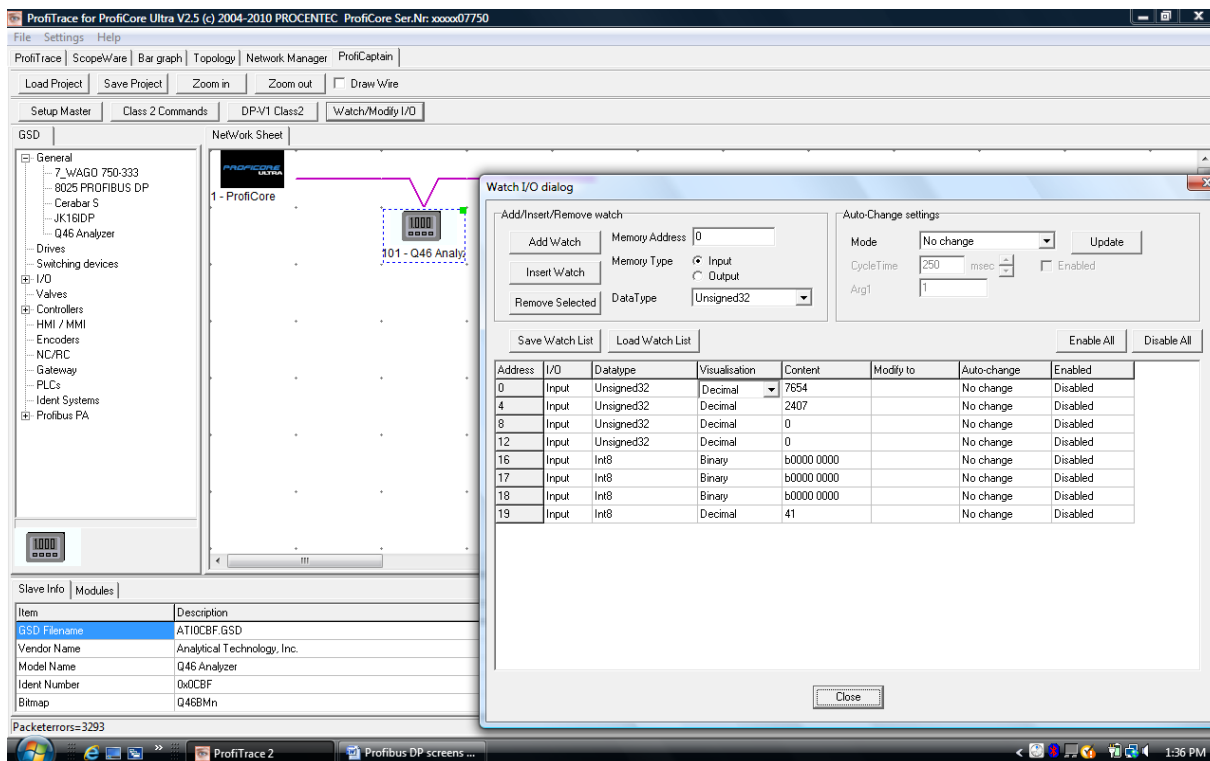 ProfiTrace for ProfiCore Ultra V2.5 (c) 2004-2010 PROCENTEC ProfiCore Ser.Nr: xxxxx07750
File Settings Help
ProfiTrace ScopeWare Bar graph Topology Network Manager ProfiCaptain
Load Project Save Project Zoom in Zoom out Draw Wire
Setup Master Class 2 Commands DP-V1 Class2 Watch/Modify I/O
GSD
General
7_WAGO 750-333
8025 PROFIBUS DP
Cerabar S
JK16IDP
Q46 Analyzer
Drives
Switching devices
I/O
Valves
Controllers
HMI / MMI
Encoders
NC/RC
Gateway
PLCs
Ident Systems
Profibus PA
1.000
NetWork Sheet
PROFICORE
ULTRA
1 - ProfiCore
1.000
101 - Q46 Analy
Watch I/O dialog
Add/Insert/Remove watch
Add Watch Memory Address 0
Insert Watch Memory Type Input
Output
Remove Selected DataType Unsigned32
Auto-Change settings
Mode No change Update
CycleTime 250 msec Enabled
Arg1 1
Save Watch List Load Watch List Enable All Disable All
Address I/O Datatype Visualisation Content Modify to Auto-change Enabled
0 Input Unsigned32 Decimal 7654 No change Disabled
4 Input Unsigned32 Decimal 2407 No change Disabled
8 Input Unsigned32 Decimal 0 No change Disabled
12 Input Unsigned32 Decimal 0 No change Disabled
16 Input Int8 Binary b0000 0000 No change Disabled
17 Input Int8 Binary b0000 0000 No change Disabled
18 Input Int8 Binary b0000 0000 No change Disabled
19 Input Int8 Decimal 41 No change Disabled
Close
Slave Info Modules
Item Description
GSD Filename ATI0CBF.GSD
Vendor Name Analytical Technology, Inc.
Model Name Q46 Analyzer
Ident Number 0x0CBF
Bitmap Q46BMn
Packeterrors=3293
ProfiTrace 2 Profibus DP screens ... 1:36 PM